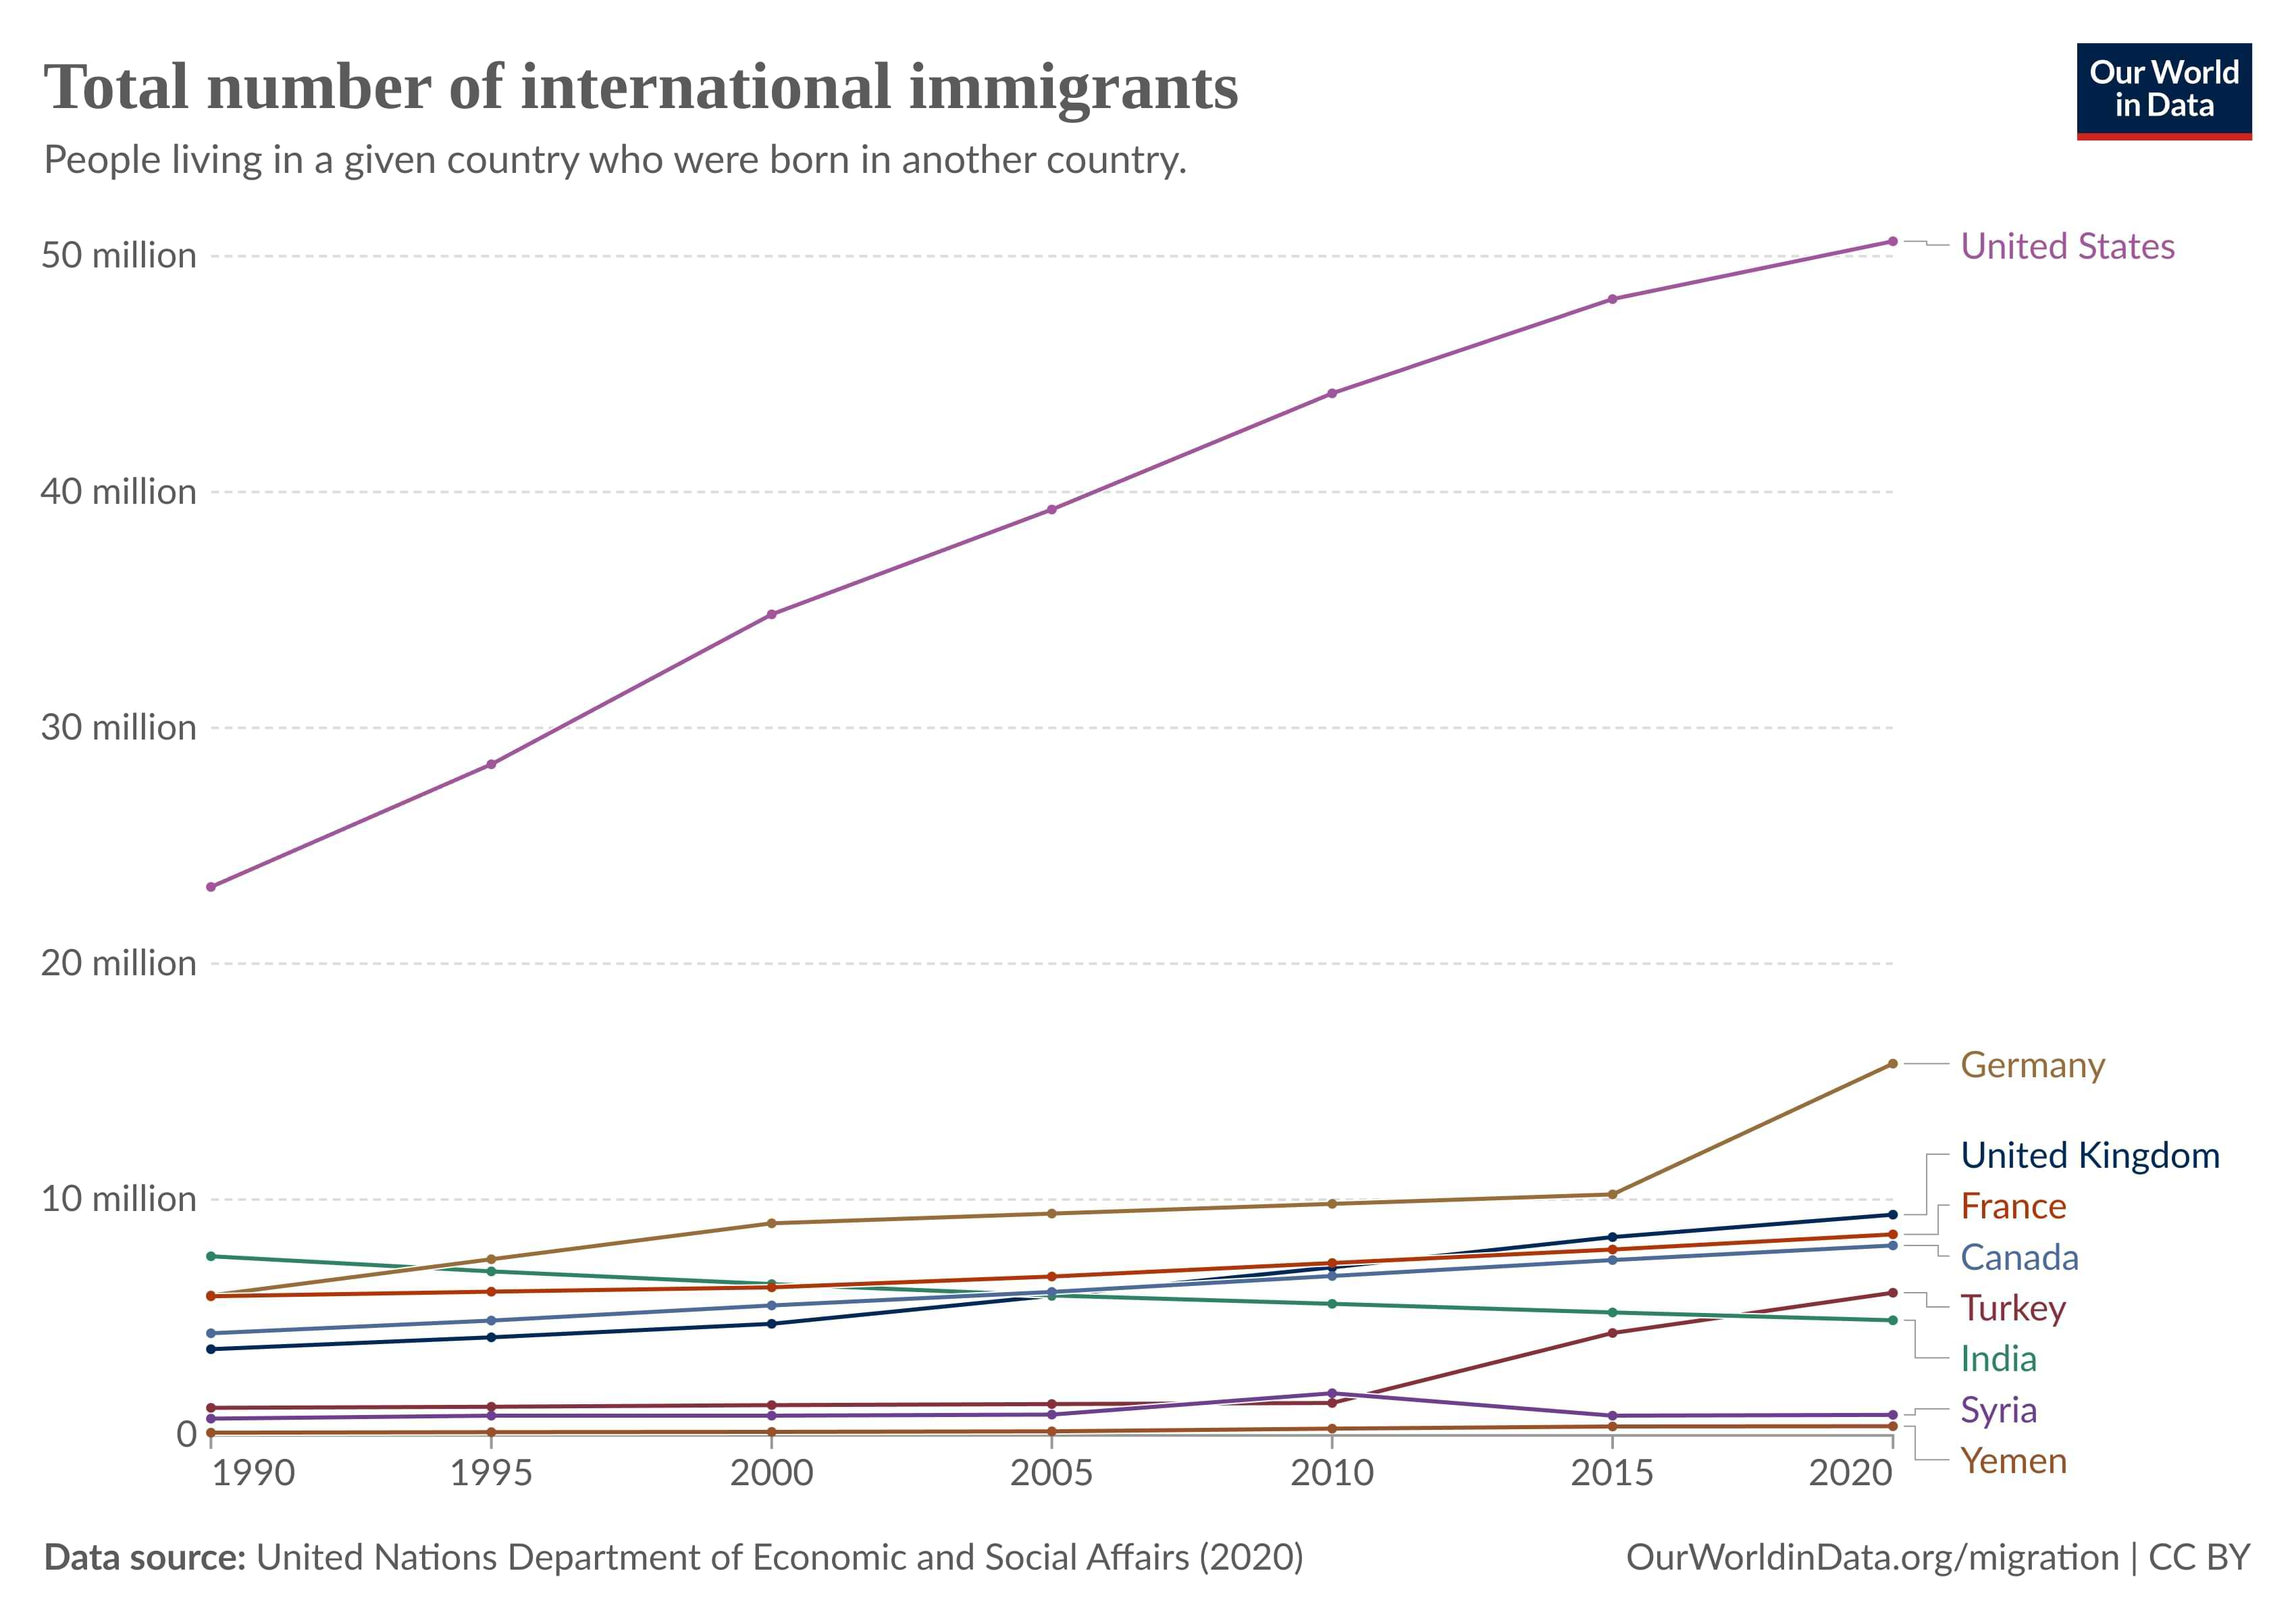 Total number of international immigrants
People living in a given country who were born in another country.
Our World
in Data
50 million
40 million
30 million
20 million
10 million
0
1990 1995 2000 2005 2010 2015 2020
United States
Germany
United Kingdom
France
Canada
Turkey
India
Syria
Yemen
Data source: United Nations Department of Economic and Social Affairs (2020)
OurWorldinData.org/migration | CC BY